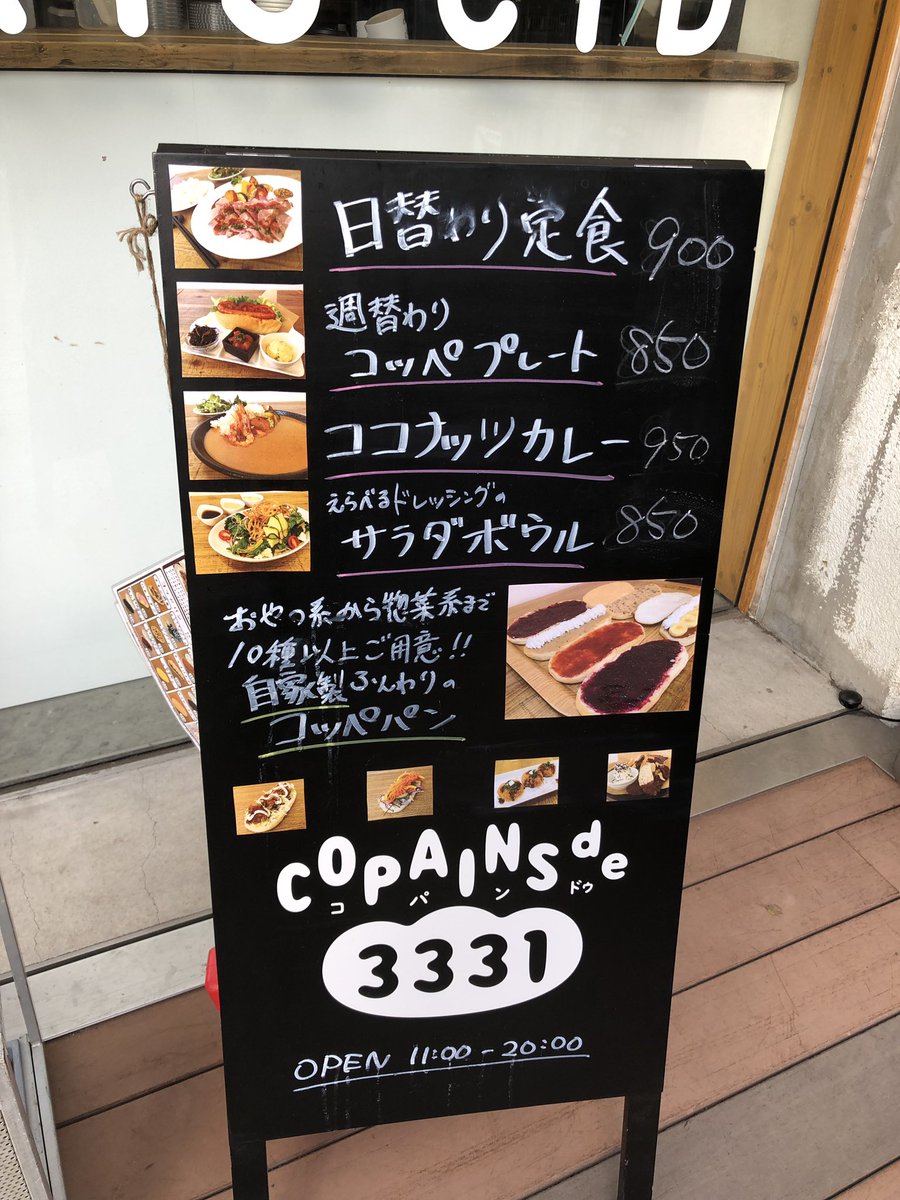 日替わり定食 900
週替わり
コッペプレート 850
ココナッツカレー 950
えらべるドレッシングの
サラダボウル 850
おやつ系から惣菜系まで
10種以上ご用意!!
自家製ふんわりの
コッペパン
COPAINS de
コパンドゥ
3331
OPEN 11:00-20:00